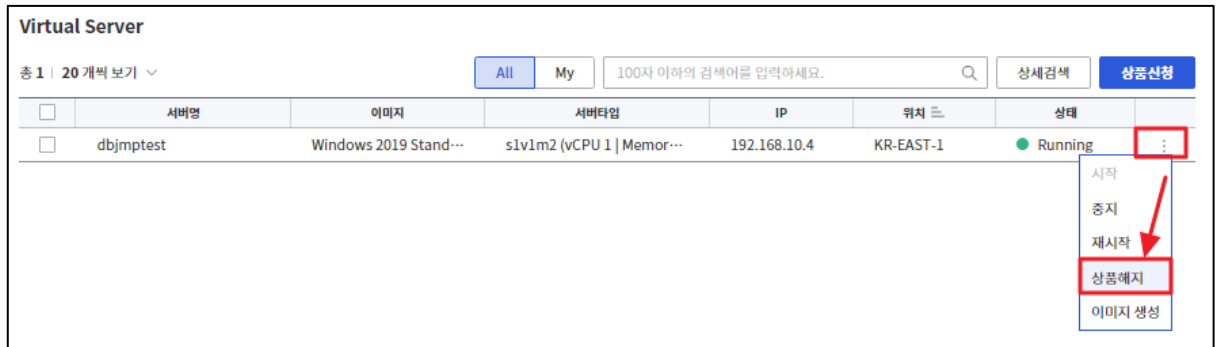 Virtual Server
총 1 | 20 개씩 보기
All My 100자 이하의 검색어를 입력하세요. 상세검색 상품신청
서버명 이미지 서버타입 IP 위치 상태
dbjmptest Windows 2019 Stand··· s1v1m2 (vCPU 1 | Memor··· 192.168.10.4 KR-EAST-1 Running
시작
중지
재시작
상품해지
이미지 생성